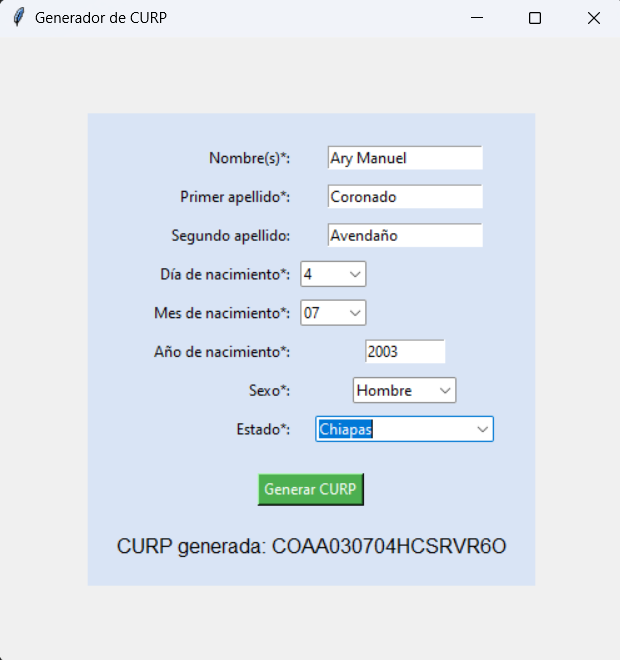 Generador de CURP
Nombre(s)*: Ary Manuel
Primer apellido*: Coronado
Segundo apellido: Avendaño
Día de nacimiento*: 4
Mes de nacimiento*: 07
Año de nacimiento*: 2003
Sexo*: Hombre
Estado*: Chiapas
Generar CURP
CURP generada: COAA030704HCSRVR6O